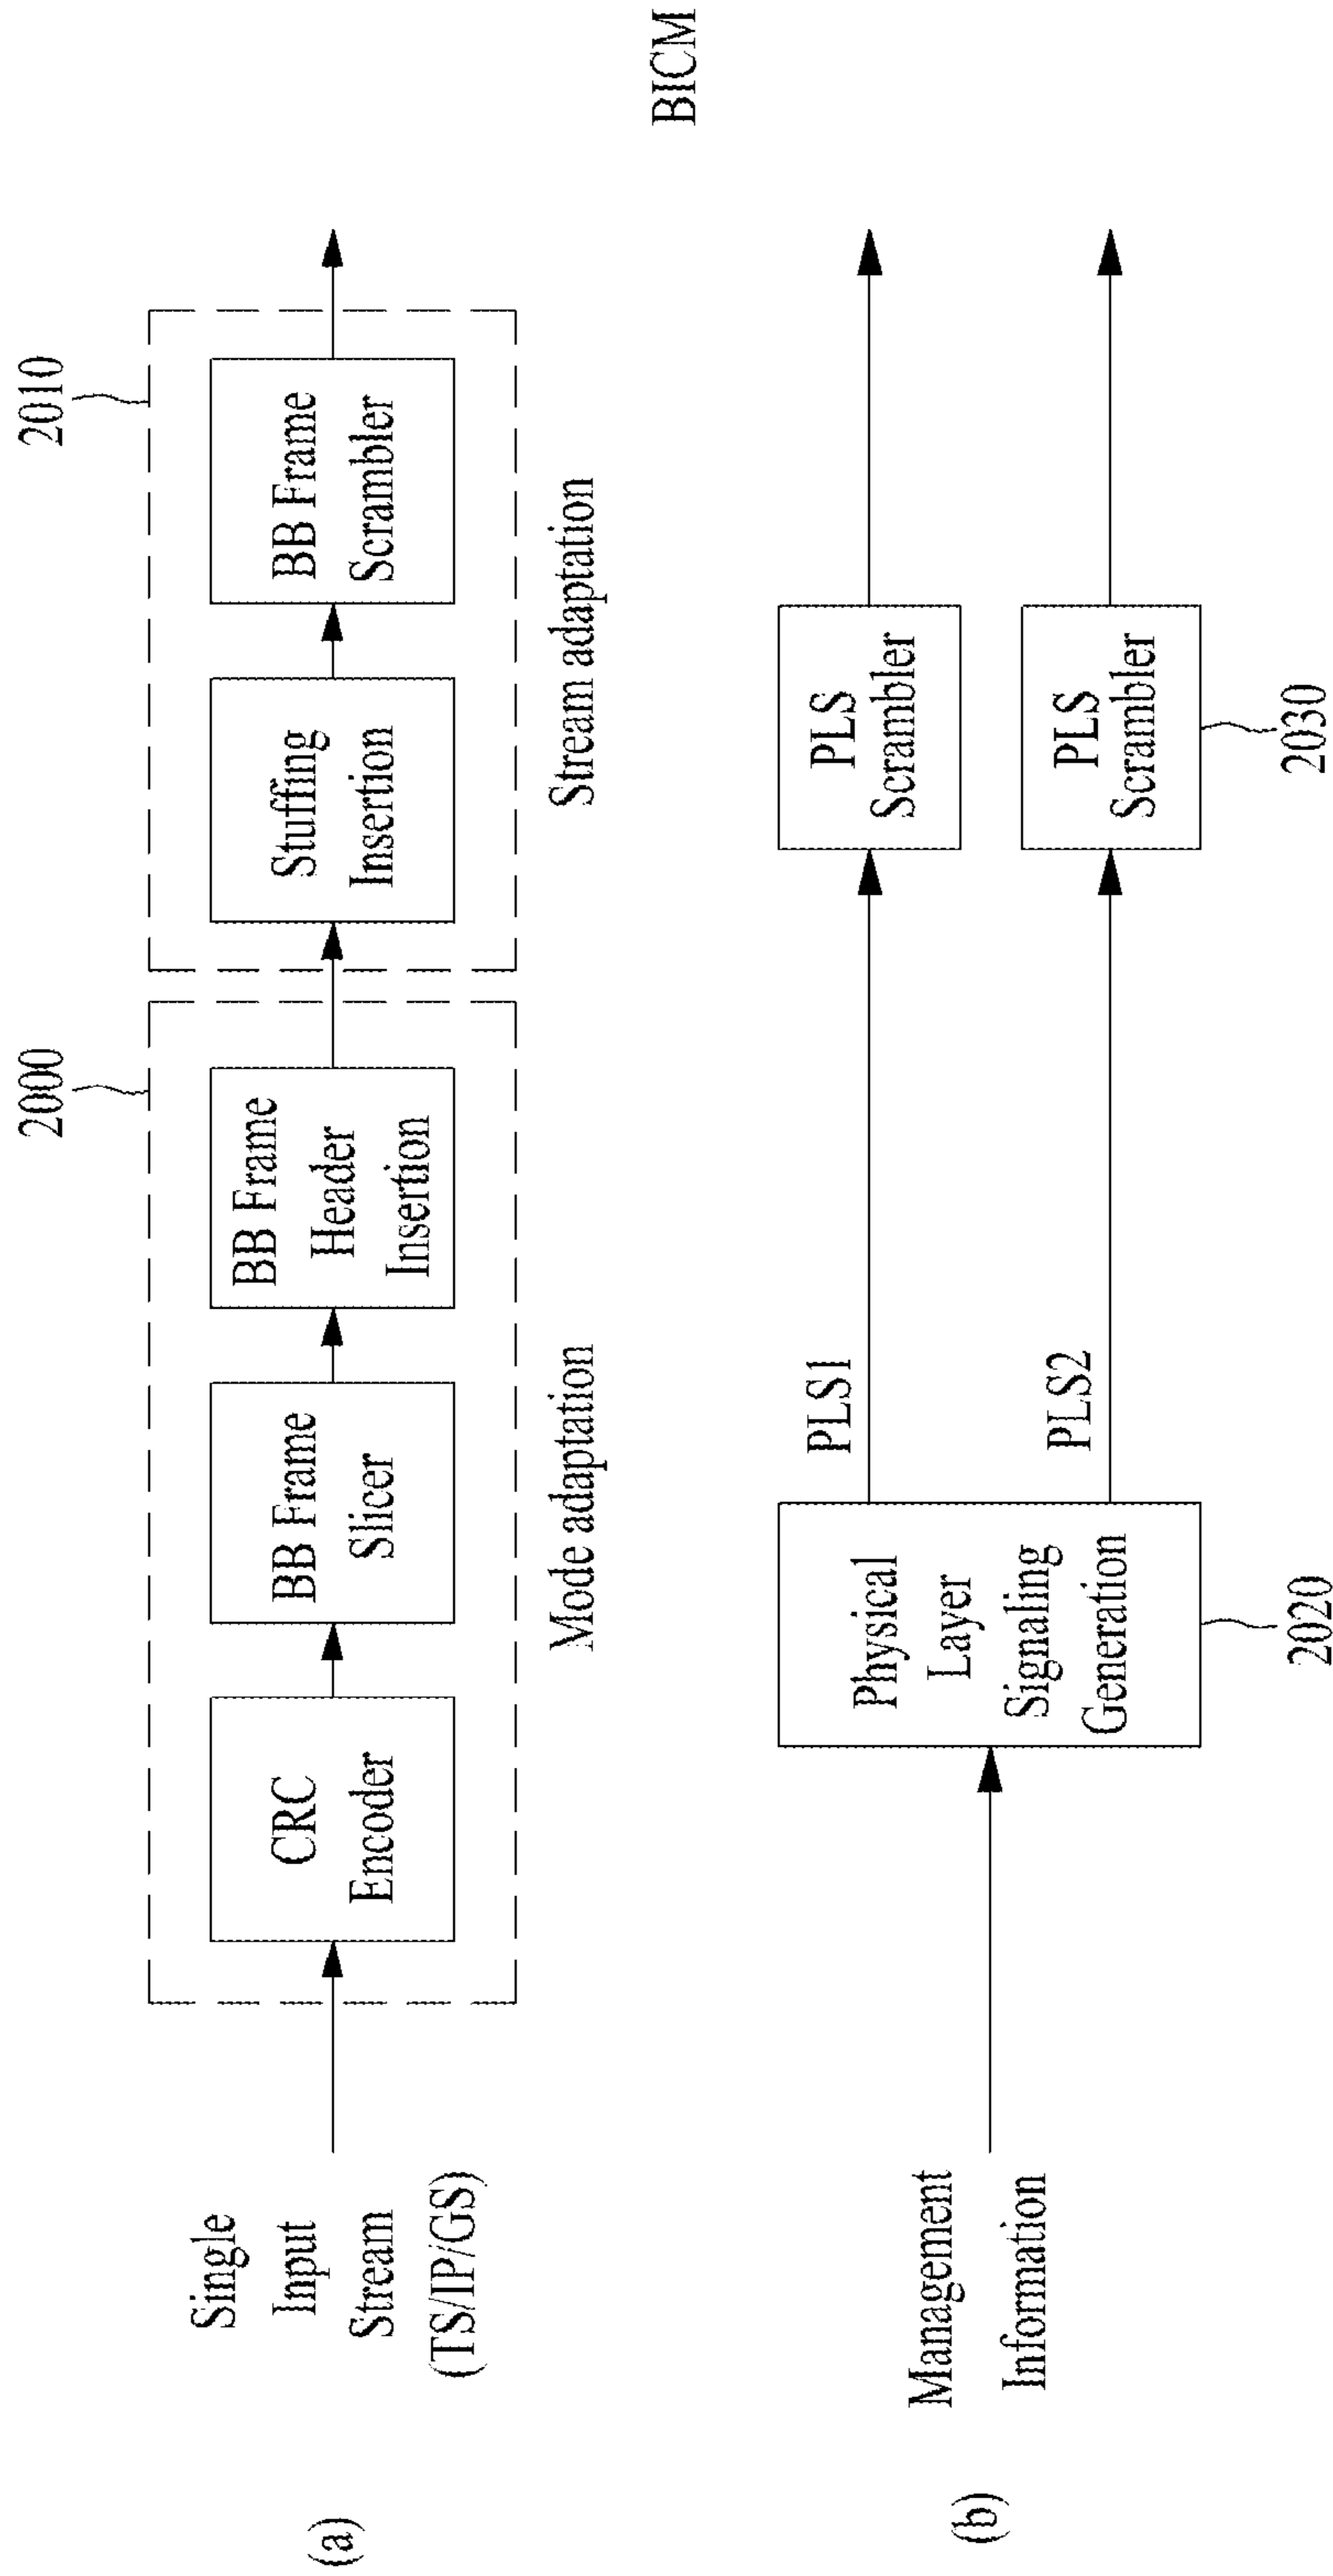 2000
2010
Single
Input
Stream
(TS/IP/GS)
CRC
Encoder
BB Frame
Slicer
BB Frame
Header
Insertion
Stuffing
Insertion
BB Frame
Scrambler
(a)
Mode adaptation
Stream adaptation
BICM
PLS1
PLS
Scrambler
Management
Information
Physical
Layer
Signaling
Generation
(b)
PLS2
PLS
Scrambler
2020
2030